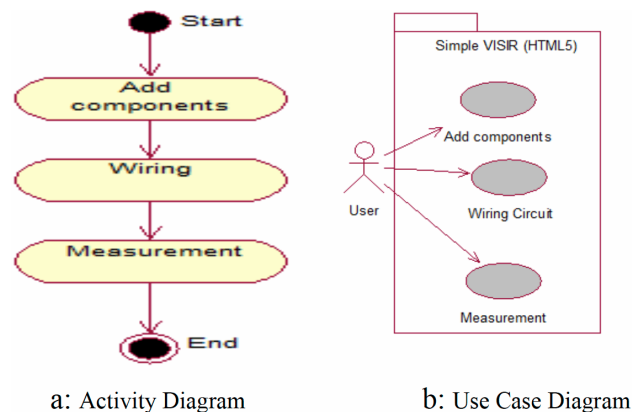 Start
Add
components
Wiring
Measurement
End
a: Activity Diagram
Simple VISIR (HTML5)
Add components
User
Wiring Circuit
Measurement
b: Use Case Diagram